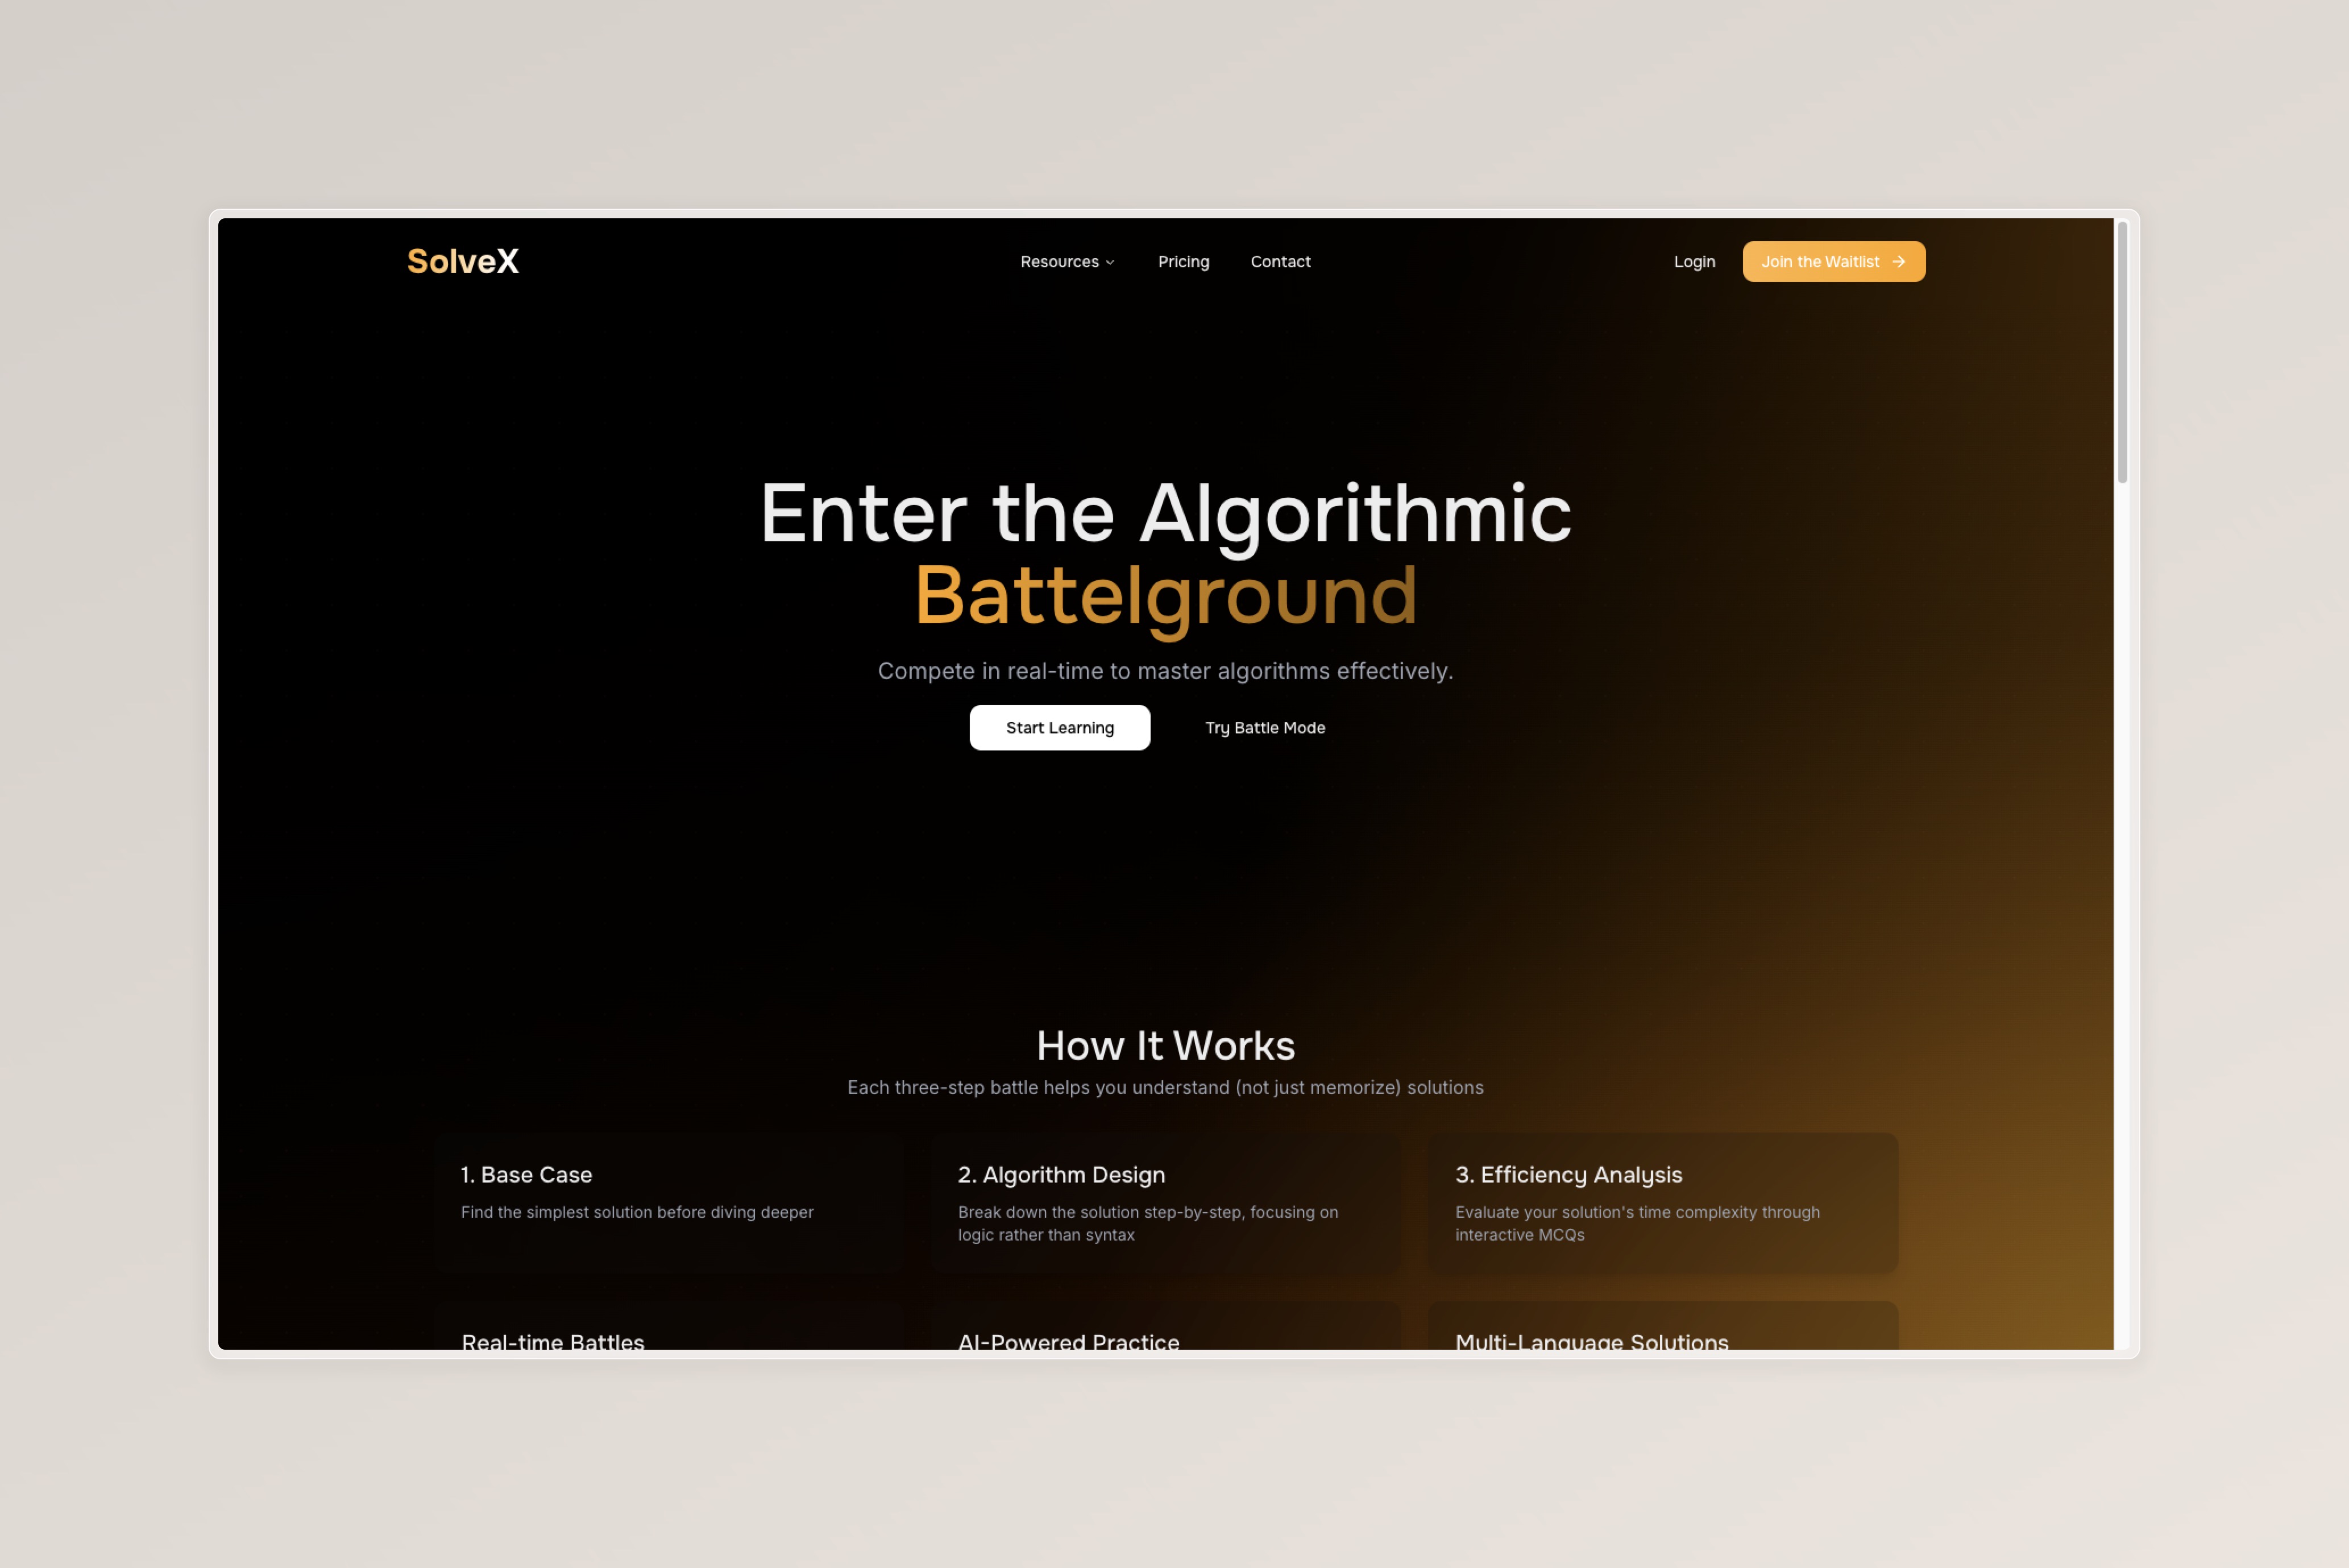 SolveX
Resources
Pricing
Contact
Login
Join the Waitlist
Enter the Algorithmic
Battelground
Compete in real-time to master algorithms effectively.
Start Learning
Try Battle Mode
How It Works
Each three-step battle helps you understand (not just memorize) solutions
1. Base Case
Find the simplest solution before diving deeper
2. Algorithm Design
Break down the solution step-by-step, focusing on
logic rather than syntax
3. Efficiency Analysis
Evaluate your solution's time complexity through
interactive MCQs
Real-time Battles
AI-Powered Practice
Multi-Language Solutions